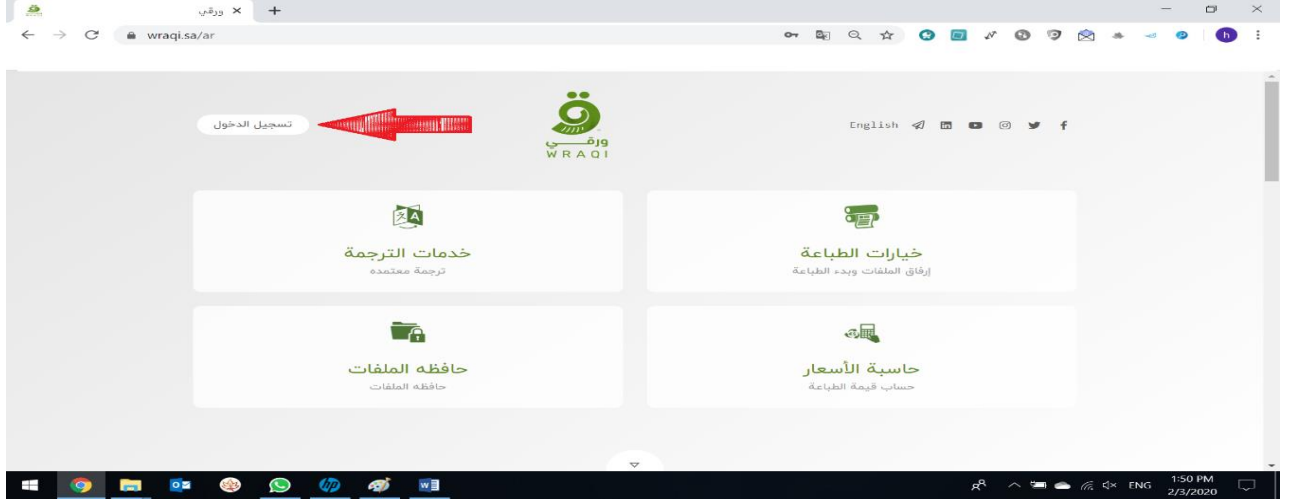 ورقي
wraqi.sa/ar
h
English
ورقي
WRAQI
تسجيل الدخول
خيارات الطباعة
إرفاق الملفات وبدء الطباعة
خدمات الترجمة
ترجمة معتمده
حاسبة الأسعار
حساب قيمة الطباعة
حافظه الملفات
حافظه الملفات
ENG
1:50 PM
2/3/2020